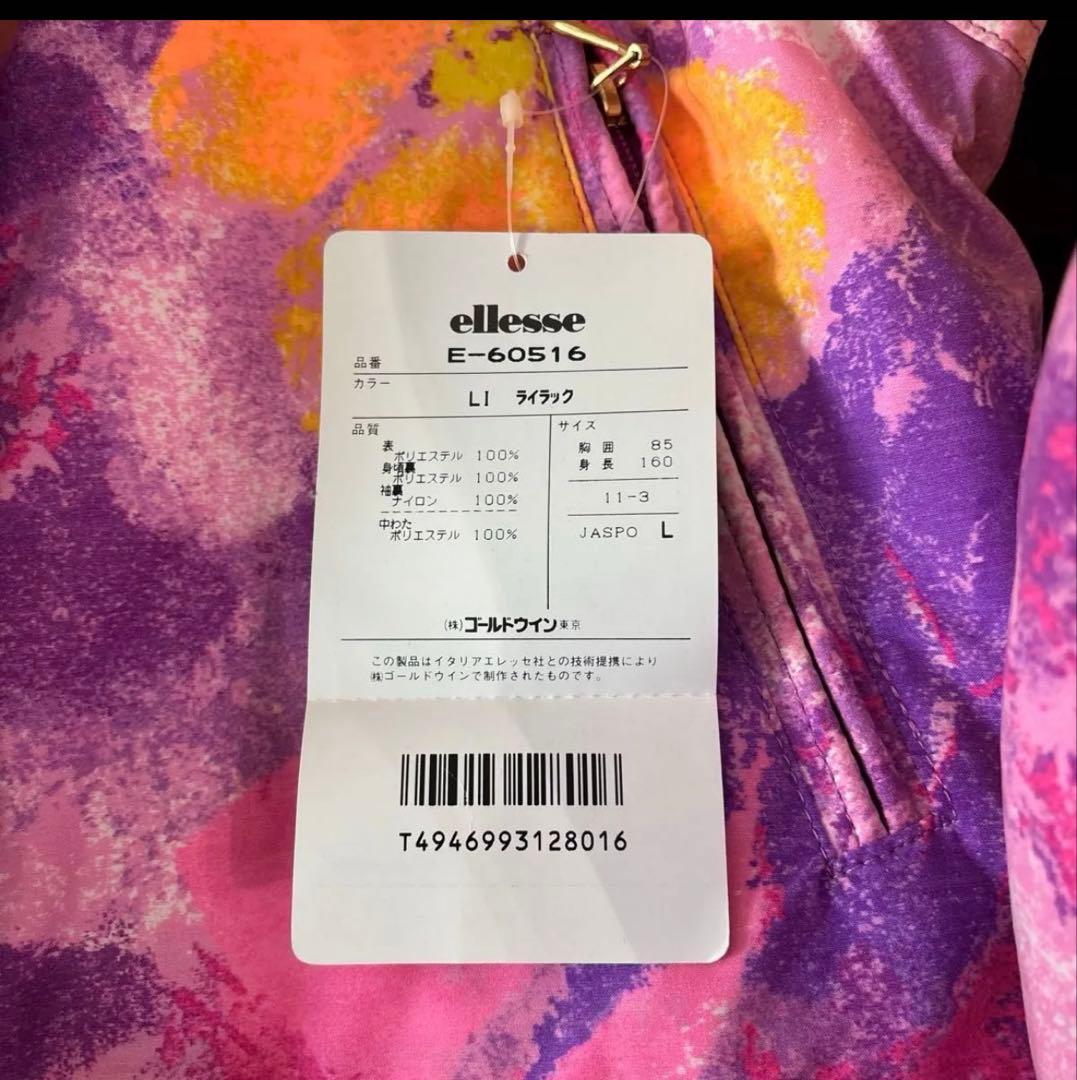 ellesse
品番 E-60516
カラー
LI ライラック
品質
表
ポリエステル 100%
身頃裏
ポリエステル 100%
袖裏
ナイロン 100%
中わた
ポリエステル 100%
サイズ
胸囲 85
身長 160
11-3
JASPO L
(株)ゴールドウイン東京
この製品はイタリアエレッセ社との技術提携により
㈱ゴールドウインで制作されたものです。
T4946993128016